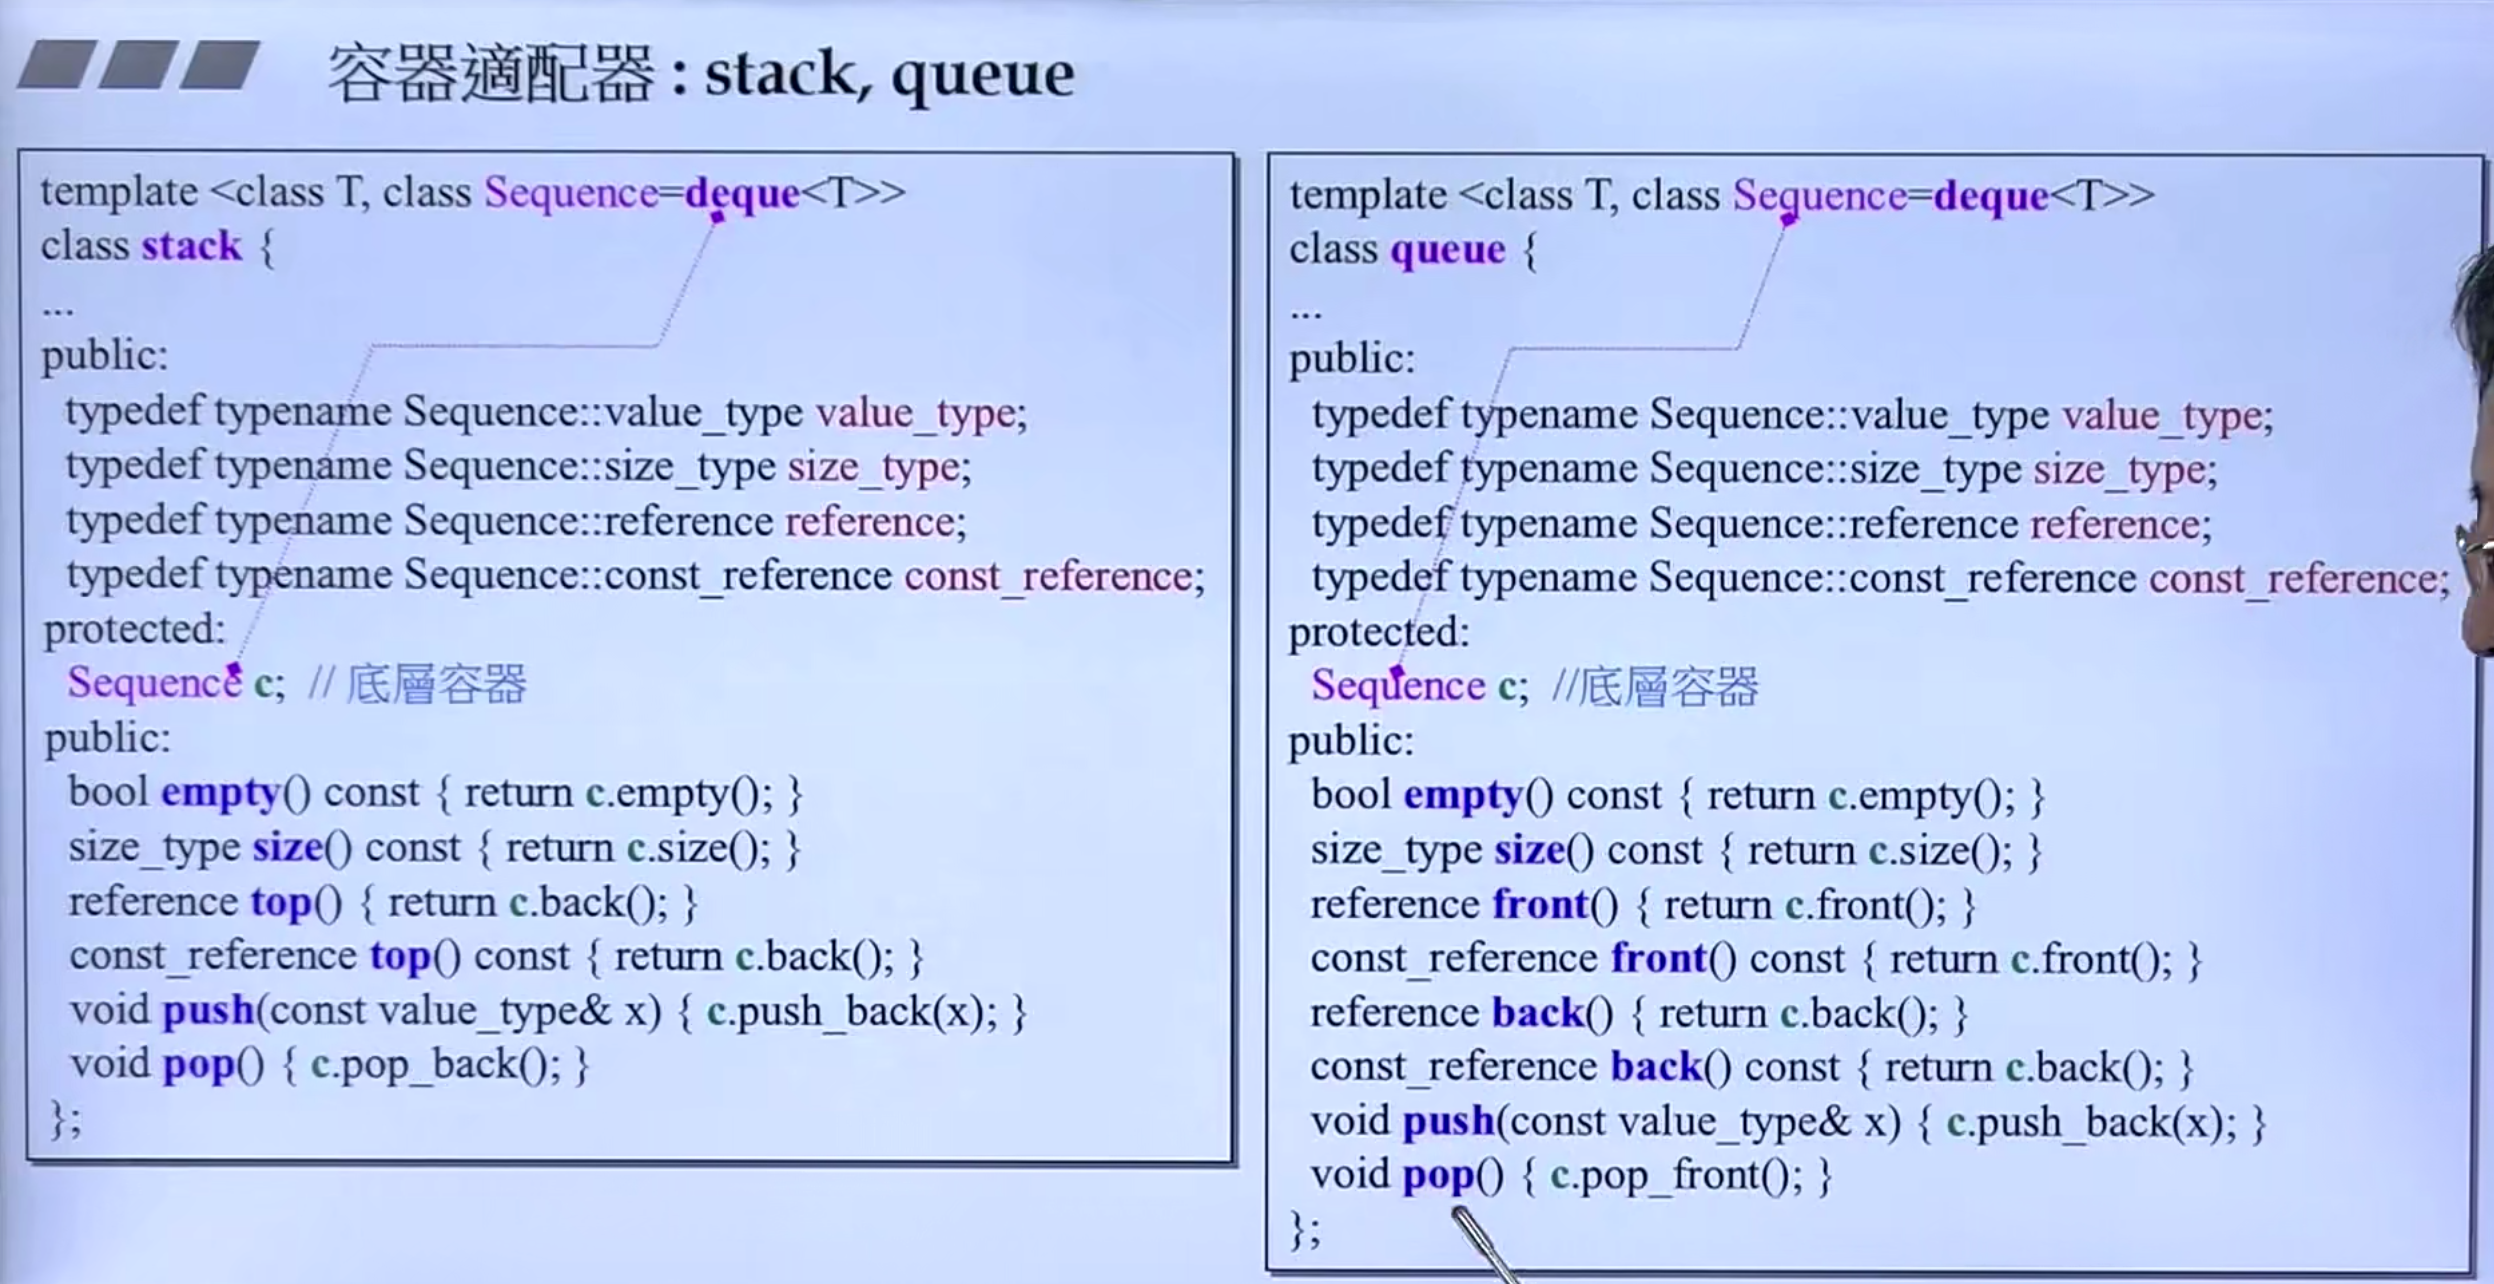 容器適配器 : stack, queue
template <class T, class Sequence=deque<T>>
class stack {
...
public:
typedef typename Sequence::value_type value_type;
typedef typename Sequence::size_type size_type;
typedef typename Sequence::reference reference;
typedef typename Sequence::const_reference const_reference;
protected:
Sequence c; // 底層容器
public:
bool empty() const { return c.empty(); }
size_type size() const { return c.size(); }
reference top() { return c.back(); }
const_reference top() const { return c.back(); }
void push(const value_type& x) { c.push_back(x); }
void pop() { c.pop_back(); }
};
template <class T, class Sequence=deque<T>>
class queue {
...
public:
typedef typename Sequence::value_type value_type;
typedef typename Sequence::size_type size_type;
typedef typename Sequence::reference reference;
typedef typename Sequence::const_reference const_reference;
protected:
Sequence c; //底層容器
public:
bool empty() const { return c.empty(); }
size_type size() const { return c.size(); }
reference front() { return c.front(); }
const_reference front() const { return c.front(); }
reference back() { return c.back(); }
const_reference back() const { return c.back(); }
void push(const value_type& x) { c.push_back(x); }
void pop() { c.pop_front(); }
};